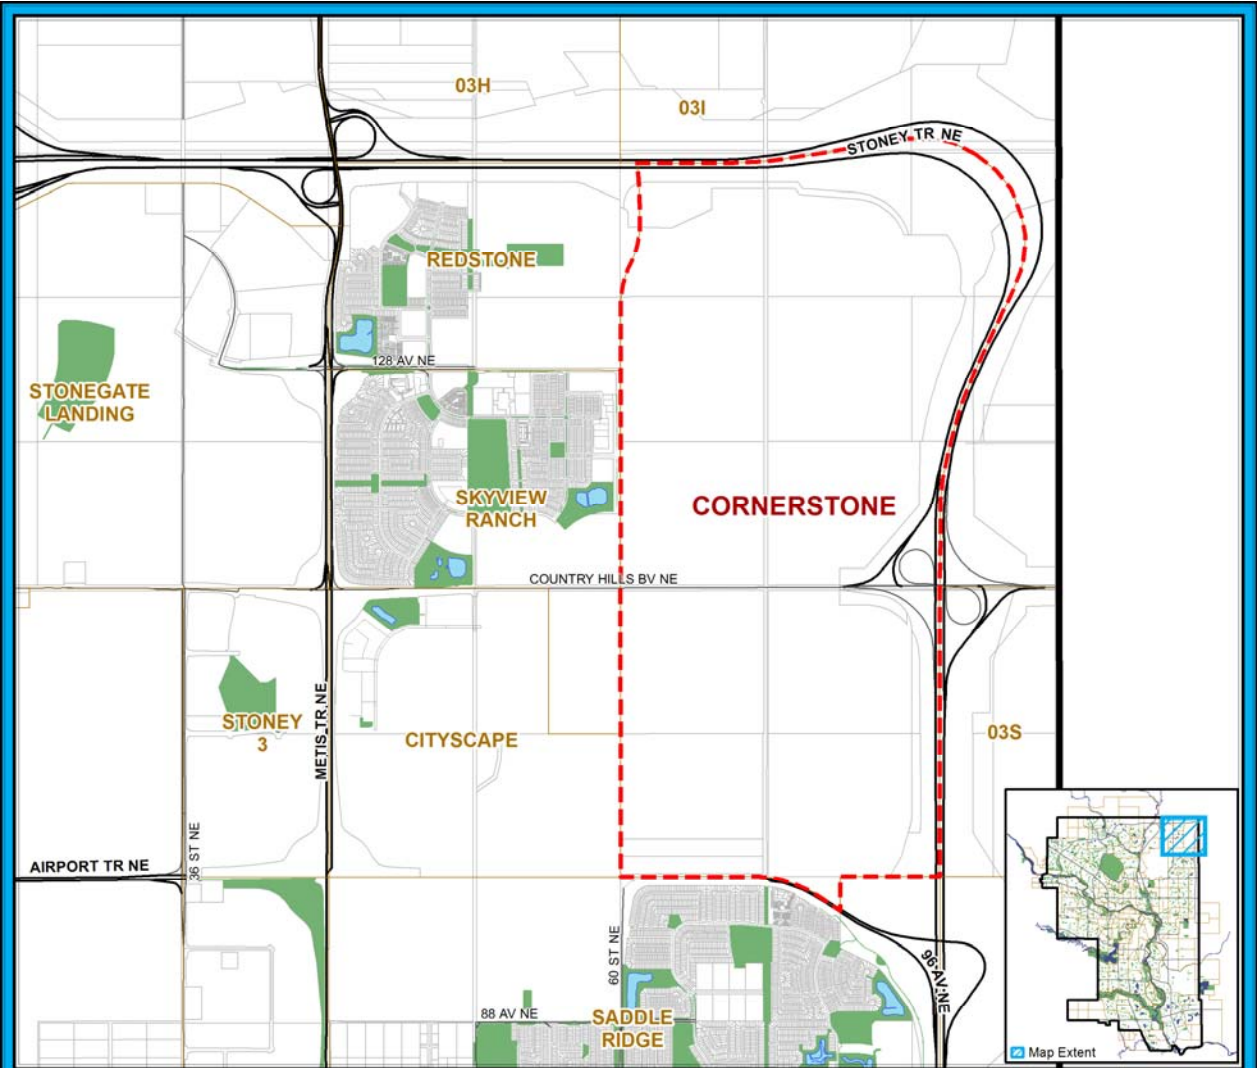 03H
03I
STONEY TR NE
REDSTONE
128 AV NE
STONEGATE
LANDING
SKYVIEW
RANCH
CORNERSTONE
COUNTRY HILLS BV NE
METIS TR NE
STONEY
3
CITYSCAPE
03S
36 ST NE
AIRPORT TR NE
60 ST NE
96 AV NE
88 AV NE
SADDLE
RIDGE
Map Extent